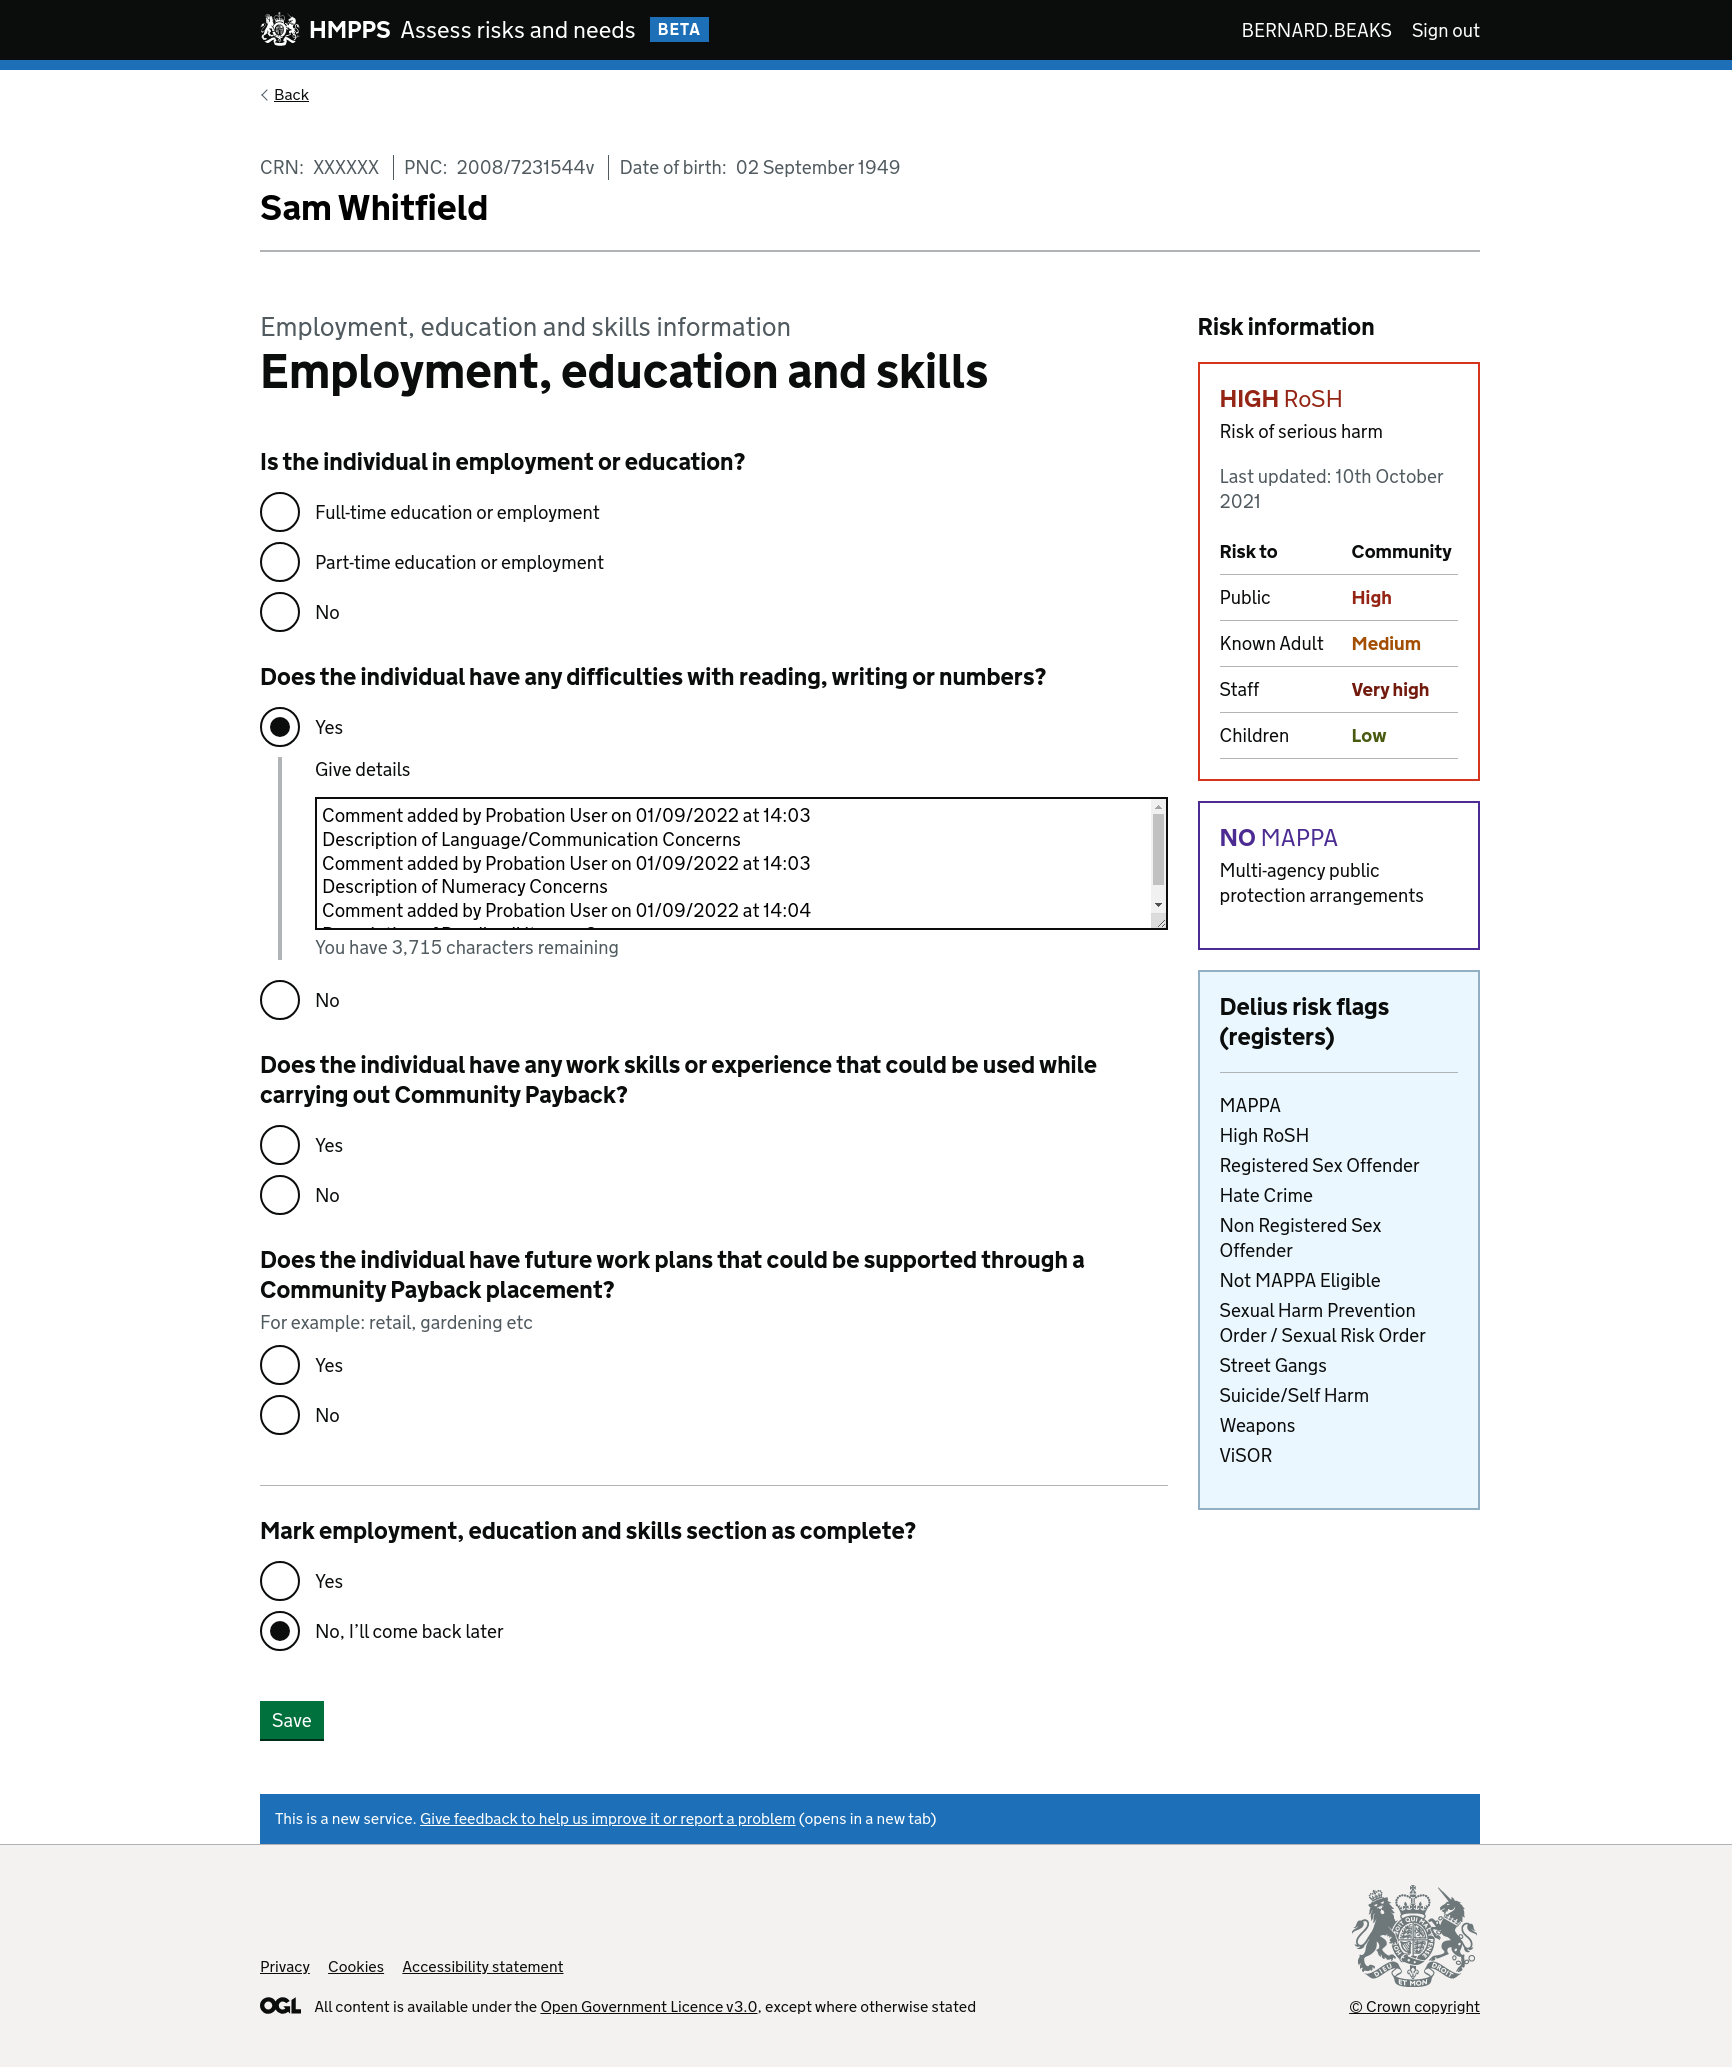 HMPPS Assess risks and needs BETA
BERNARD.BEAKS Sign out
Back
CRN: XXXXXX PNC: 2008/7231544v Date of birth: 02 September 1949
Sam Whitfield
Employment, education and skills information
Employment, education and skills
Is the individual in employment or education?
Full-time education or employment
Part-time education or employment
No
Does the individual have any difficulties with reading, writing or numbers?
Yes
Give details
Comment added by Probation User on 01/09/2022 at 14:03
Description of Language/Communication Concerns
Comment added by Probation User on 01/09/2022 at 14:03
Description of Numeracy Concerns
Comment added by Probation User on 01/09/2022 at 14:04
You have 3,715 characters remaining
No
Does the individual have any work skills or experience that could be used while
carrying out Community Payback?
Yes
No
Does the individual have future work plans that could be supported through a
Community Payback placement?
For example: retail, gardening etc
Yes
No
Mark employment, education and skills section as complete?
Yes
No, I’ll come back later
Save
Risk information
HIGH RoSH
Risk of serious harm
Last updated: 10th October
2021
Risk to Community
Public High
Known Adult Medium
Staff Very high
Children Low
NO MAPPA
Multi-agency public
protection arrangements
Delius risk flags
(registers)
MAPPA
High RoSH
Registered Sex Offender
Hate Crime
Non Registered Sex
Offender
Not MAPPA Eligible
Sexual Harm Prevention
Order / Sexual Risk Order
Street Gangs
Suicide/Self Harm
Weapons
ViSOR
This is a new service. Give feedback to help us improve it or report a problem (opens in a new tab)
Privacy Cookies Accessibility statement
OGL All content is available under the Open Government Licence v3.0, except where otherwise stated
© Crown copyright